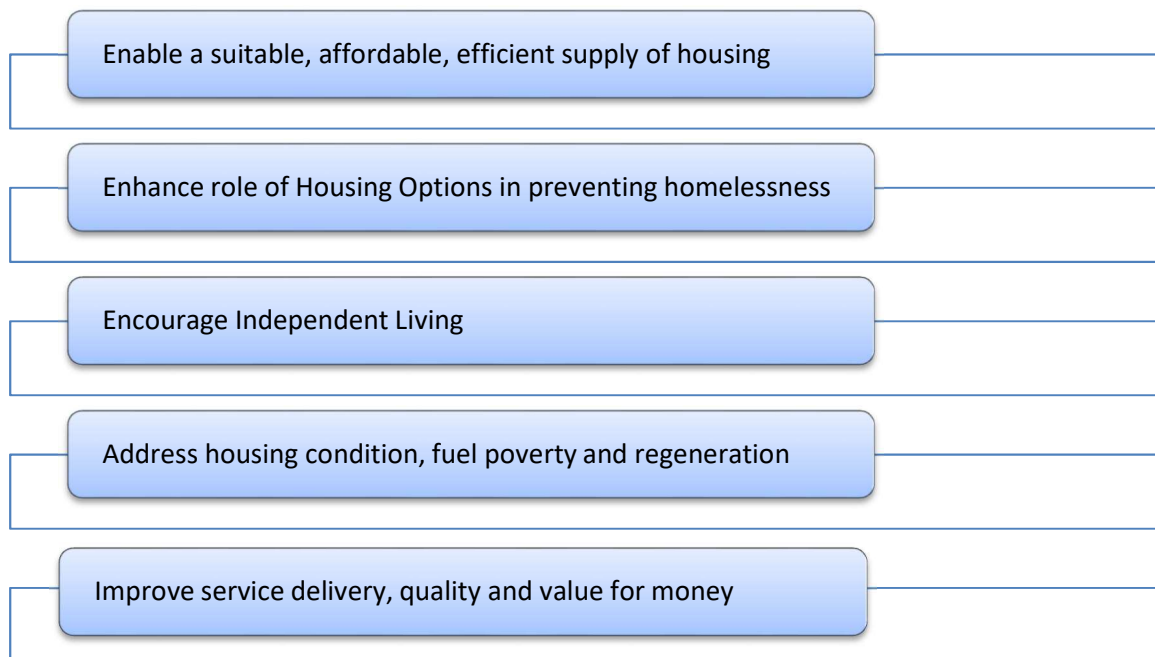 Enable a suitable, affordable, efficient supply of housing
Enhance role of Housing Options in preventing homelessness
Encourage Independent Living
Address housing condition, fuel poverty and regeneration
Improve service delivery, quality and value for money